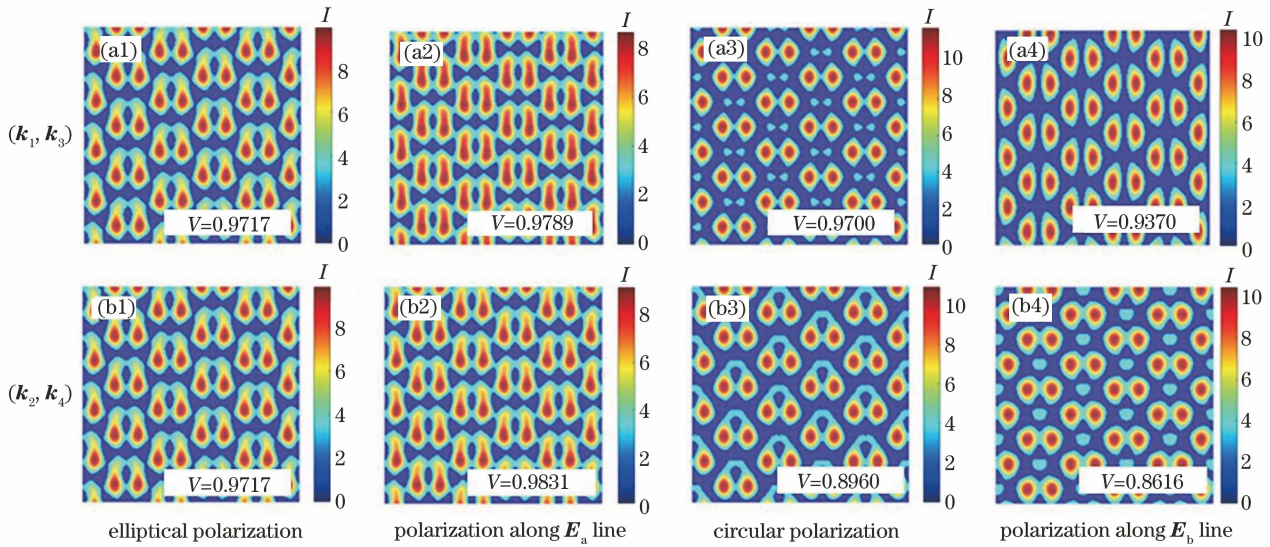 I I I I
(a1) (a2) (a3) (a4)
8 8 10 10
6 6 8 8
(k1, k3) 6 6
4 4 4 4
2 2 2 2
V=0.9717 V=0.9789 V=0.9700 V=0.9370
0 0 0 0
I I I I
(b1) (b2) (b3) (b4)
8 8 10 10
6 6 8 8
(k2, k4) 6 6
4 4 4 4
2 2 2 2
V=0.9717 V=0.9831 V=0.8960 V=0.8616
0 0 0 0
elliptical polarization polarization along Ea line circular polarization polarization along Eb line